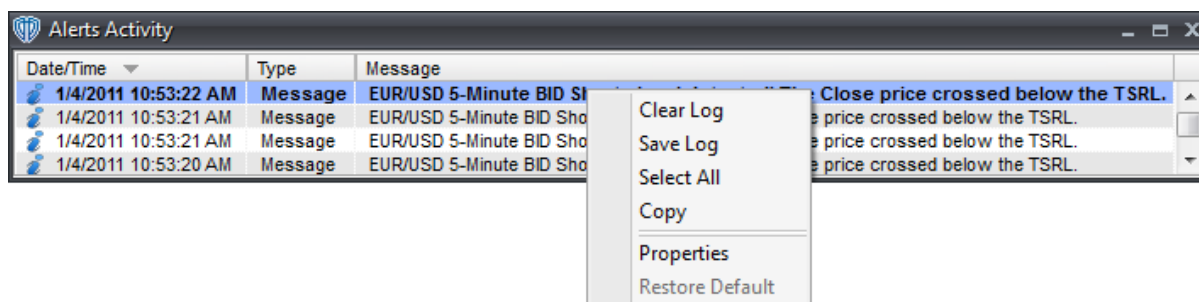 Alerts Activity
Date/Time Type Message
1/4/2011 10:53:22 AM Message EUR/USD 5-Minute BID The Close price crossed below the TSRL.
1/4/2011 10:53:21 AM Message EUR/USD 5-Minute BID Sho price crossed below the TSRL.
1/4/2011 10:53:21 AM Message EUR/USD 5-Minute BID Sho price crossed below the TSRL.
1/4/2011 10:53:20 AM Message EUR/USD 5-Minute BID Sho price crossed below the TSRL.
Clear Log
Save Log
Select All
Copy
Properties
Restore Default